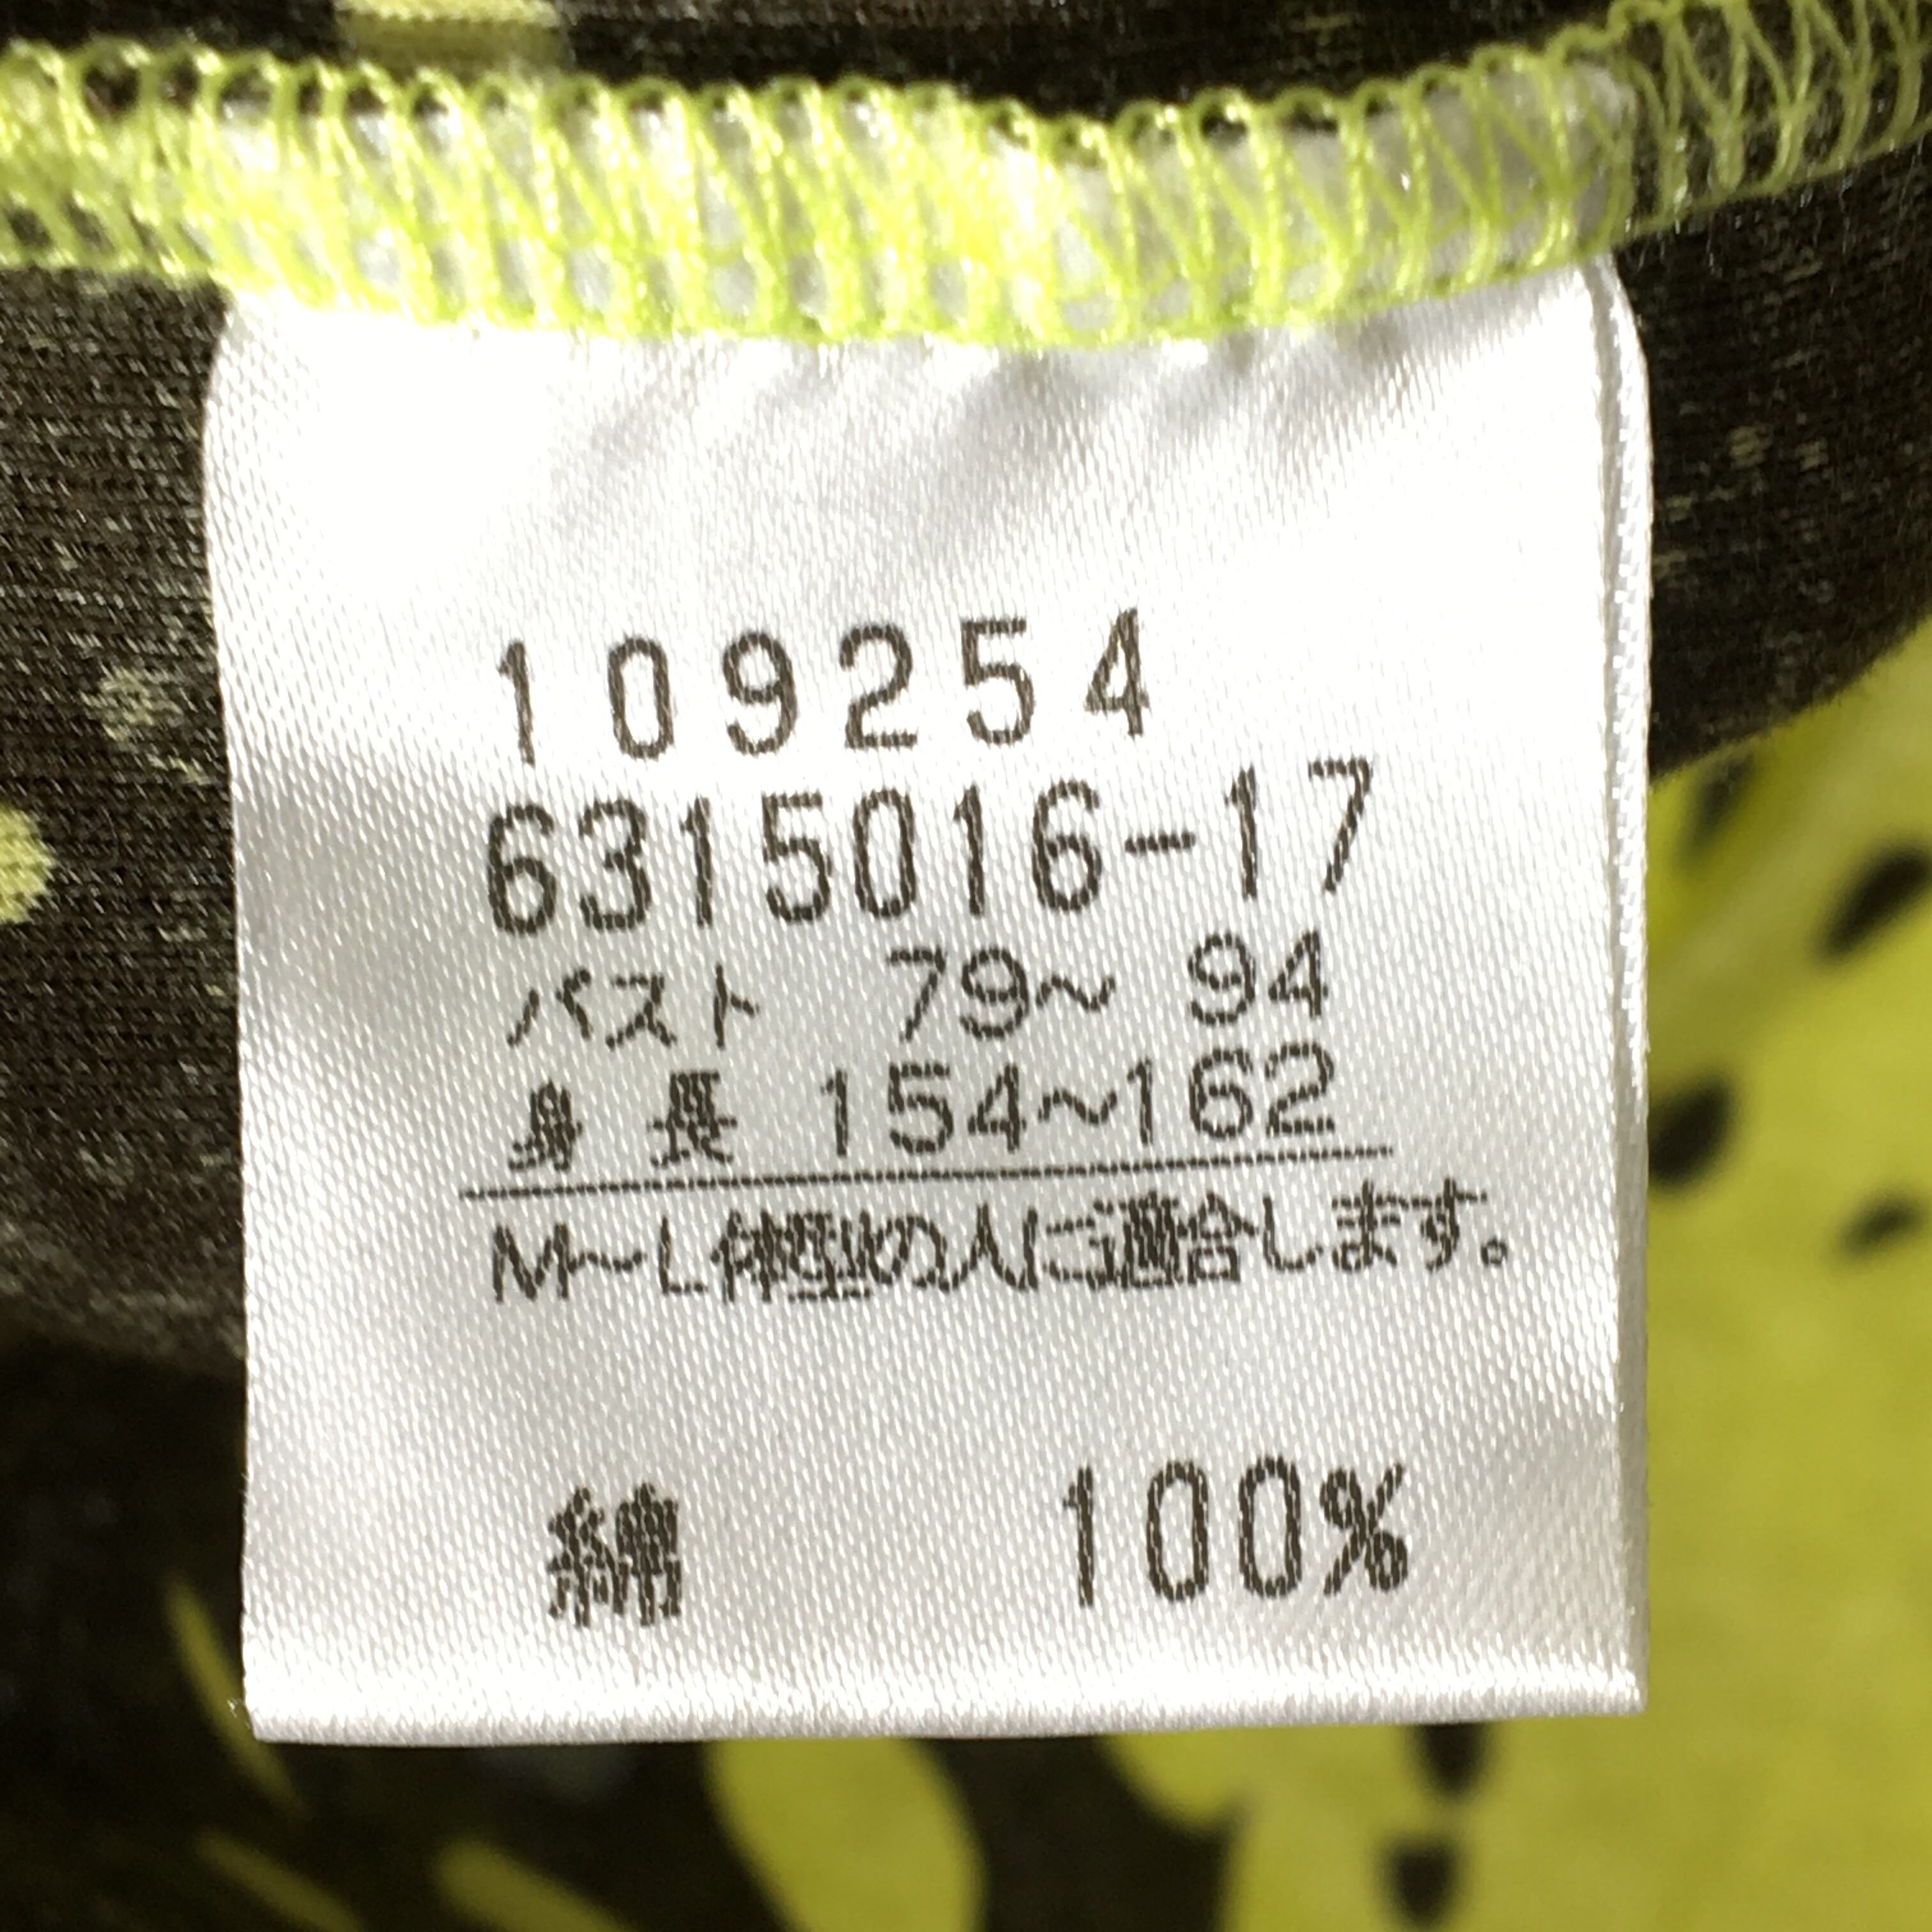 109254
6315016-17
バスト 79~ 94
身 長 154~162
M~L体型の人に適合します。
綿 100%